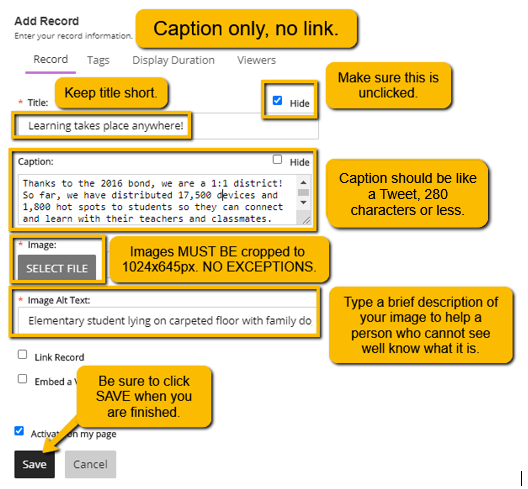 Add Record
Enter your record information.
Caption only, no link.
Record Tags Display Duration Viewers
Make sure this is
unclicked.
Keep title short.
* Title:
Hide
Learning takes place anywhere!
Caption:
Hide
Thanks to the 2016 bond, we are a 1:1 district!
So far, we have distributed 17,500 devices and
1,800 hot spots to students so they can connect
and learn with their teachers and classmates.
Caption should be like
a Tweet, 280
characters or less.
* Image:
SELECT FILE
Images MUST BE cropped to
1024x645px. NO EXCEPTIONS.
* Image Alt Text:
Elementary student lying on carpeted floor with family do
Type a brief description of
your image to help a
person who cannot see
well know what it is.
Link Record
Embed a
Be sure to click
SAVE when you
are finished.
on my page
Save Cancel